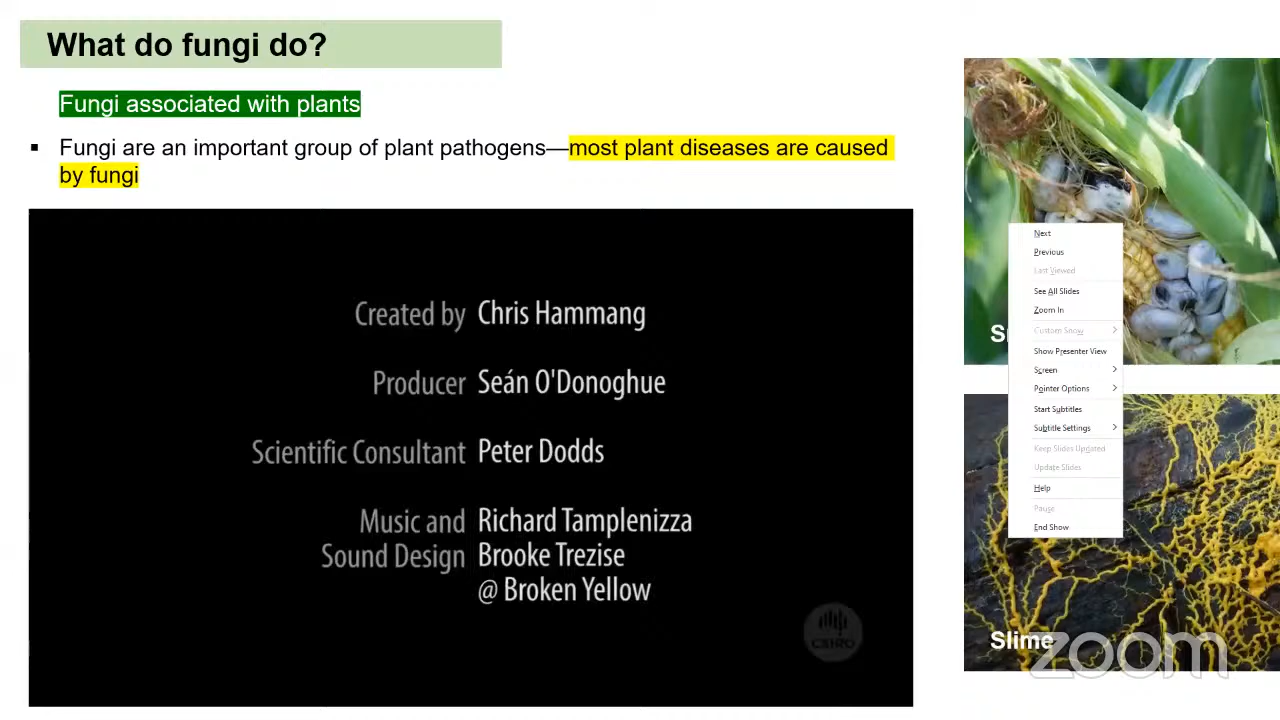 What do fungi do?
Fungi associated with plants
▪ Fungi are an important group of plant pathogens—most plant diseases are caused
by fungi
Created by Chris Hammang
Producer Seán O'Donoghue
Scientific Consultant Peter Dodds
Music and Richard Tamplenizza
Sound Design Brooke Trezise
@ Broken Yellow
CSIRO
Next
Previous
Last Viewed
See All Slides
Zoom In
Custom Show
Show Presenter View
Screen
Pointer Options
Start Subtitles
Subtitle Settings
Keep Slides Updated
Update Slides
Help
Pause
End Show
Slime
zoom